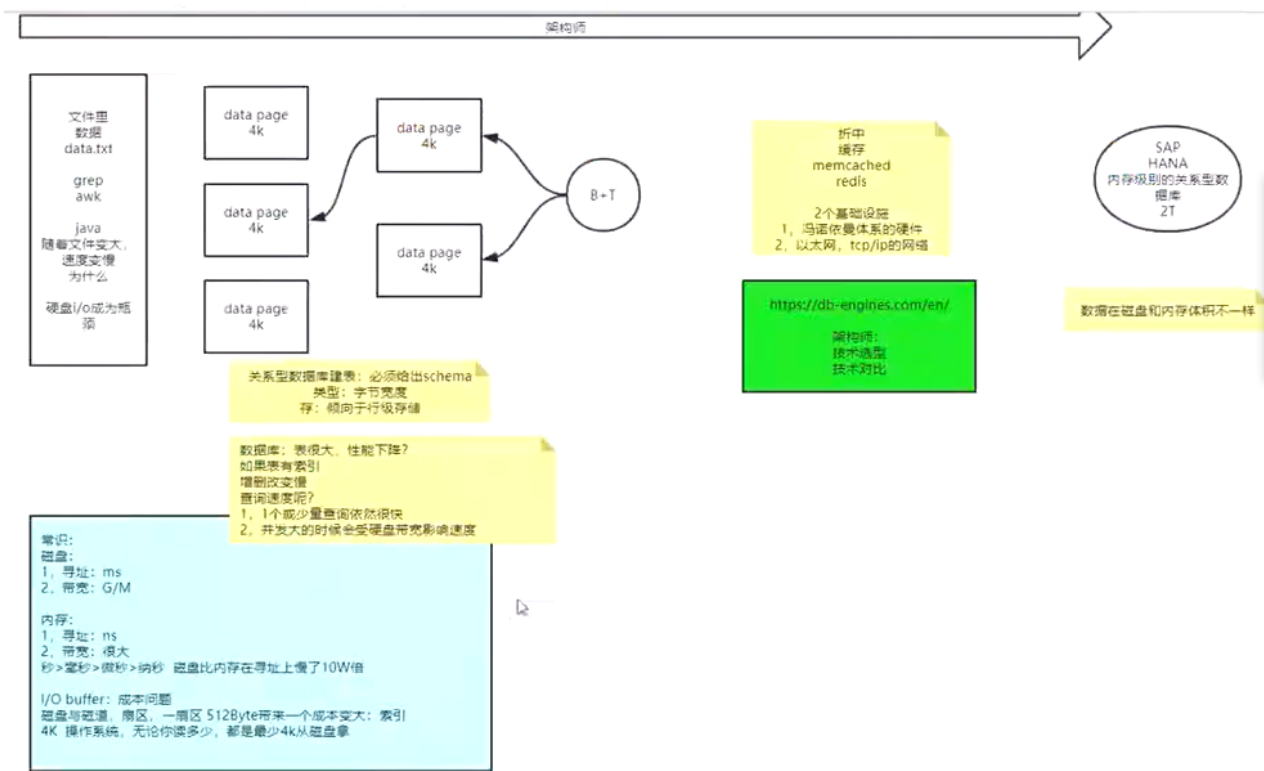 架构师
文件里
数据
data.txt
grep
awk
java
随着文件变大,
速度变慢
为什么
硬盘i/o成为瓶
颈
data page
4k
data page
4k
data page
4k
data page
4k
data page
4k
B+T
关系型数据库建表：必须给出schema
类型：字节宽度
存：倾向于行级存储
数据库：表很大，性能下降？
如果表有索引
增删改变慢
查询速度呢？
1，1个或少量查询依然很快
2，并发大的时候会受硬盘带宽影响速度
常识：
磁盘：
1，寻址：ms
2，带宽：G/M
内存：
1，寻址：ns
2，带宽：很大
秒>毫秒>微秒>纳秒 磁盘比内存在寻址上慢了10W倍
I/O buffer：成本问题
磁盘与磁道，扇区，一扇区 512Byte带来一个成本变大：索引
4K 操作系统，无论你读多少，都是最少4k从磁盘拿
折中
缓存
memcached
redis
2个基础设施
1，冯诺依曼体系的硬件
2，以太网，tcp/ip的网络
https://db-engines.com/en/
架构师：
技术选型
技术对比
SAP
HANA
内存级别的关系型数
据库
2T
数据在磁盘和内存体积不一样